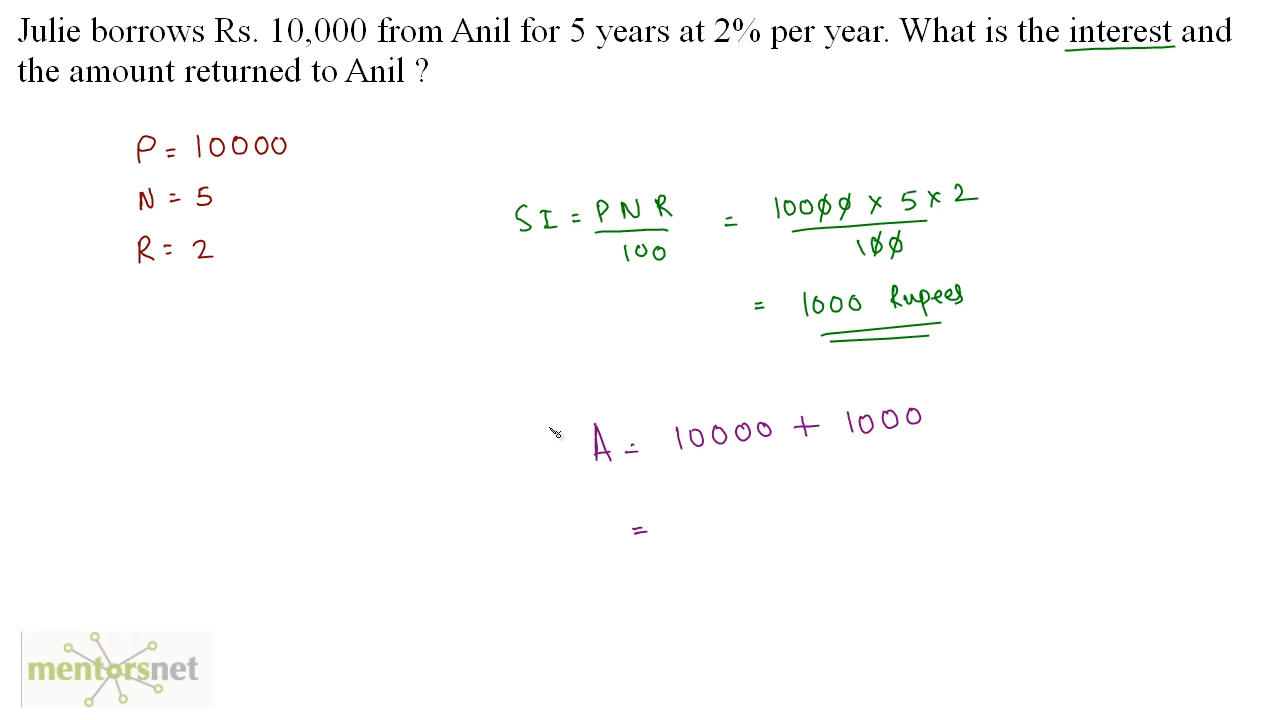 Julie borrows Rs. 10,000 from Anil for 5 years at 2% per year. What is the interest and
the amount returned to Anil ?
P = 10000
N = 5
R = 2
SI = PNR / 100 = 10000 x 5 x 2 / 100
= 1000 Rupees
A = 10000 + 1000
=
mentorsnet